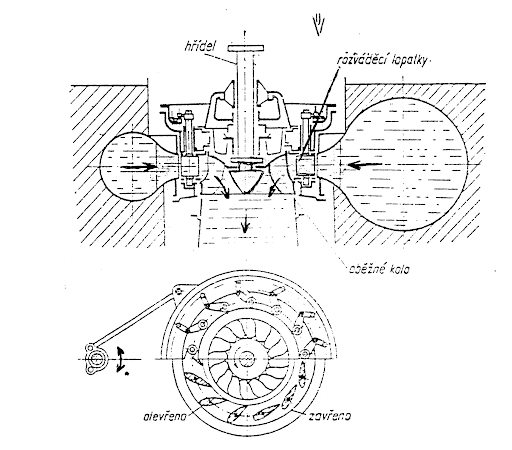 hřídel
rozváděcí lopatky
oběžné kolo
otevřeno
zavřeno